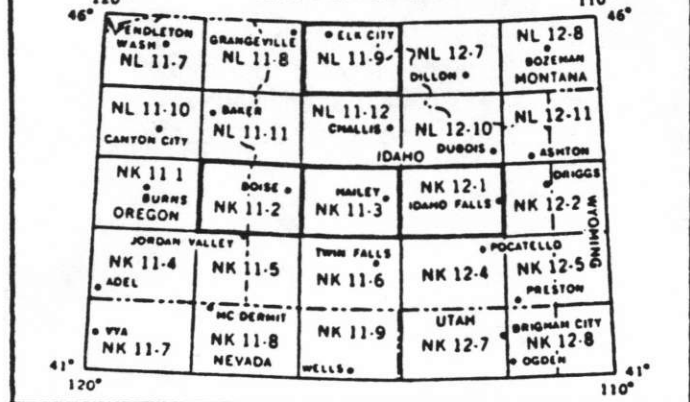 120° 110°
46° 46°
PENDLETON
WASH
NL 11-7
GRANGEVILLE
NL 11-8
ELK CITY
NL 11-9
NL 12-7
DILLON
NL 12-8
BOZEMAN
MONTANA
NL 11-10
CANYON CITY
BAKER
NL 11-11
NL 11-12
CHALLIS
NL 12-10
DUBOIS
NL 12-11
ASHTON
IDAHO
NK 11 1
BURNS
OREGON
BOISE
NK 11-2
HAILEY
NK 11-3
NK 12-1
IDAHO FALLS
DRIGGS
NK 12-2
WYOMING
JORDAN VALLEY
NK 11-4
ADEL
NK 11-5
TWIN FALLS
NK 11-6
POCATELLO
NK 12-4
NK 12-5
PRESTON
VYA
NK 11-7
MC DERMIT
NK 11-8
NEVADA
NK 11-9
WELLS
UTAH
NK 12-7
BRIGHAM CITY
NK 12-8
OGDEN
41° 41°
120° 110°